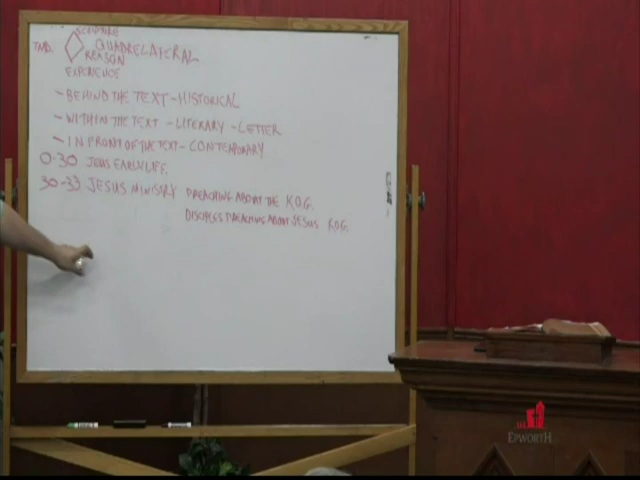 SCRIPTURE
TRAD. QUADRELATERAL
REASON
EXPERIENCE
- BEHIND THE TEXT - HISTORICAL
- WITHIN THE TEXT - LITERARY - LETTER
- IN FRONT OF THE TEXT - CONTEMPORARY
0-30 JESUS EARLY LIFE.
30-33 JESUS MINISTRY PREACHING ABOUT THE K.O.G.
DISCIPLES PREACHING ABOUT JESUS K.O.G.
EPWORTH